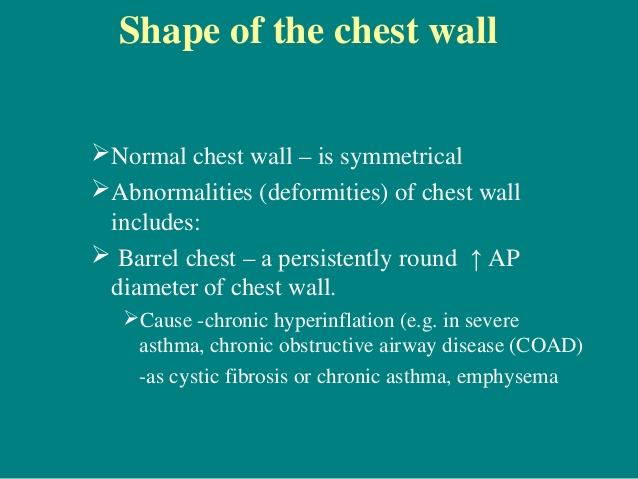 Shape of the chest wall
➢Normal chest wall – is symmetrical
➢Abnormalities (deformities) of chest wall
includes:
➢ Barrel chest – a persistently round ↑ AP
diameter of chest wall.
➢Cause -chronic hyperinflation (e.g. in severe
asthma, chronic obstructive airway disease (COAD)
-as cystic fibrosis or chronic asthma, emphysema